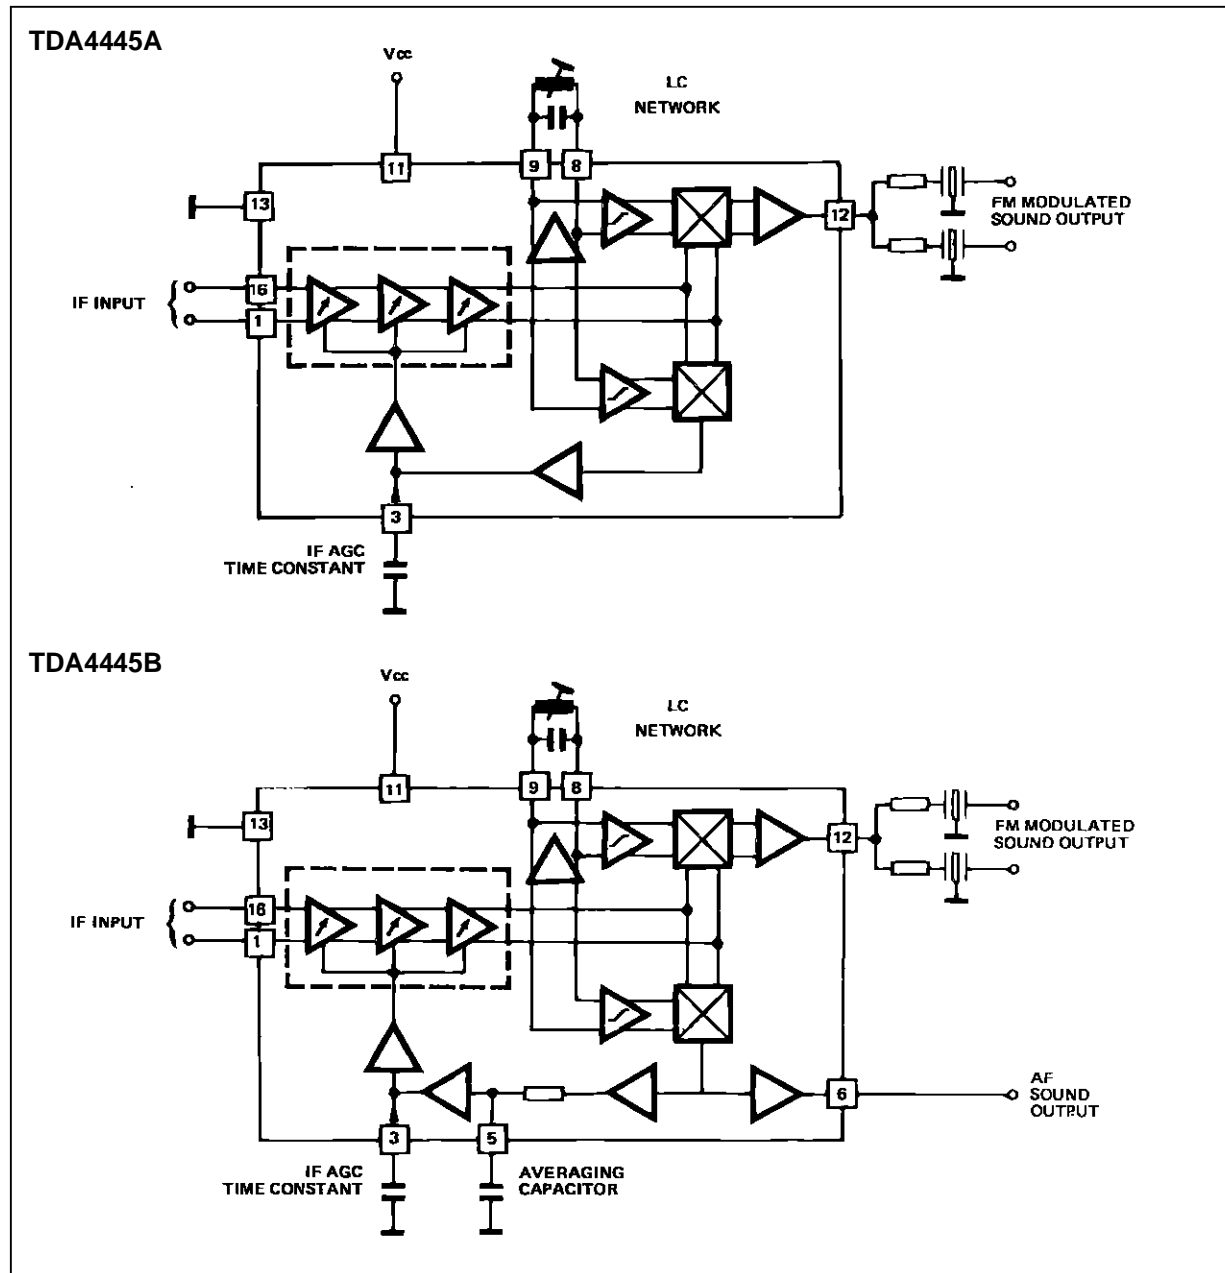 TDA4445A
Vcc
LC
NETWORK
11
9
8
13
12
FM MODULATED
SOUND OUTPUT
16
IF INPUT
1
3
IF AGC
TIME CONSTANT
TDA4445B
Vcc
LC
NETWORK
11
9
8
13
12
FM MODULATED
SOUND OUTPUT
16
IF INPUT
1
6
AF
SOUND
OUTPUT
3
5
IF AGC
TIME CONSTANT
AVERAGING
CAPACITOR